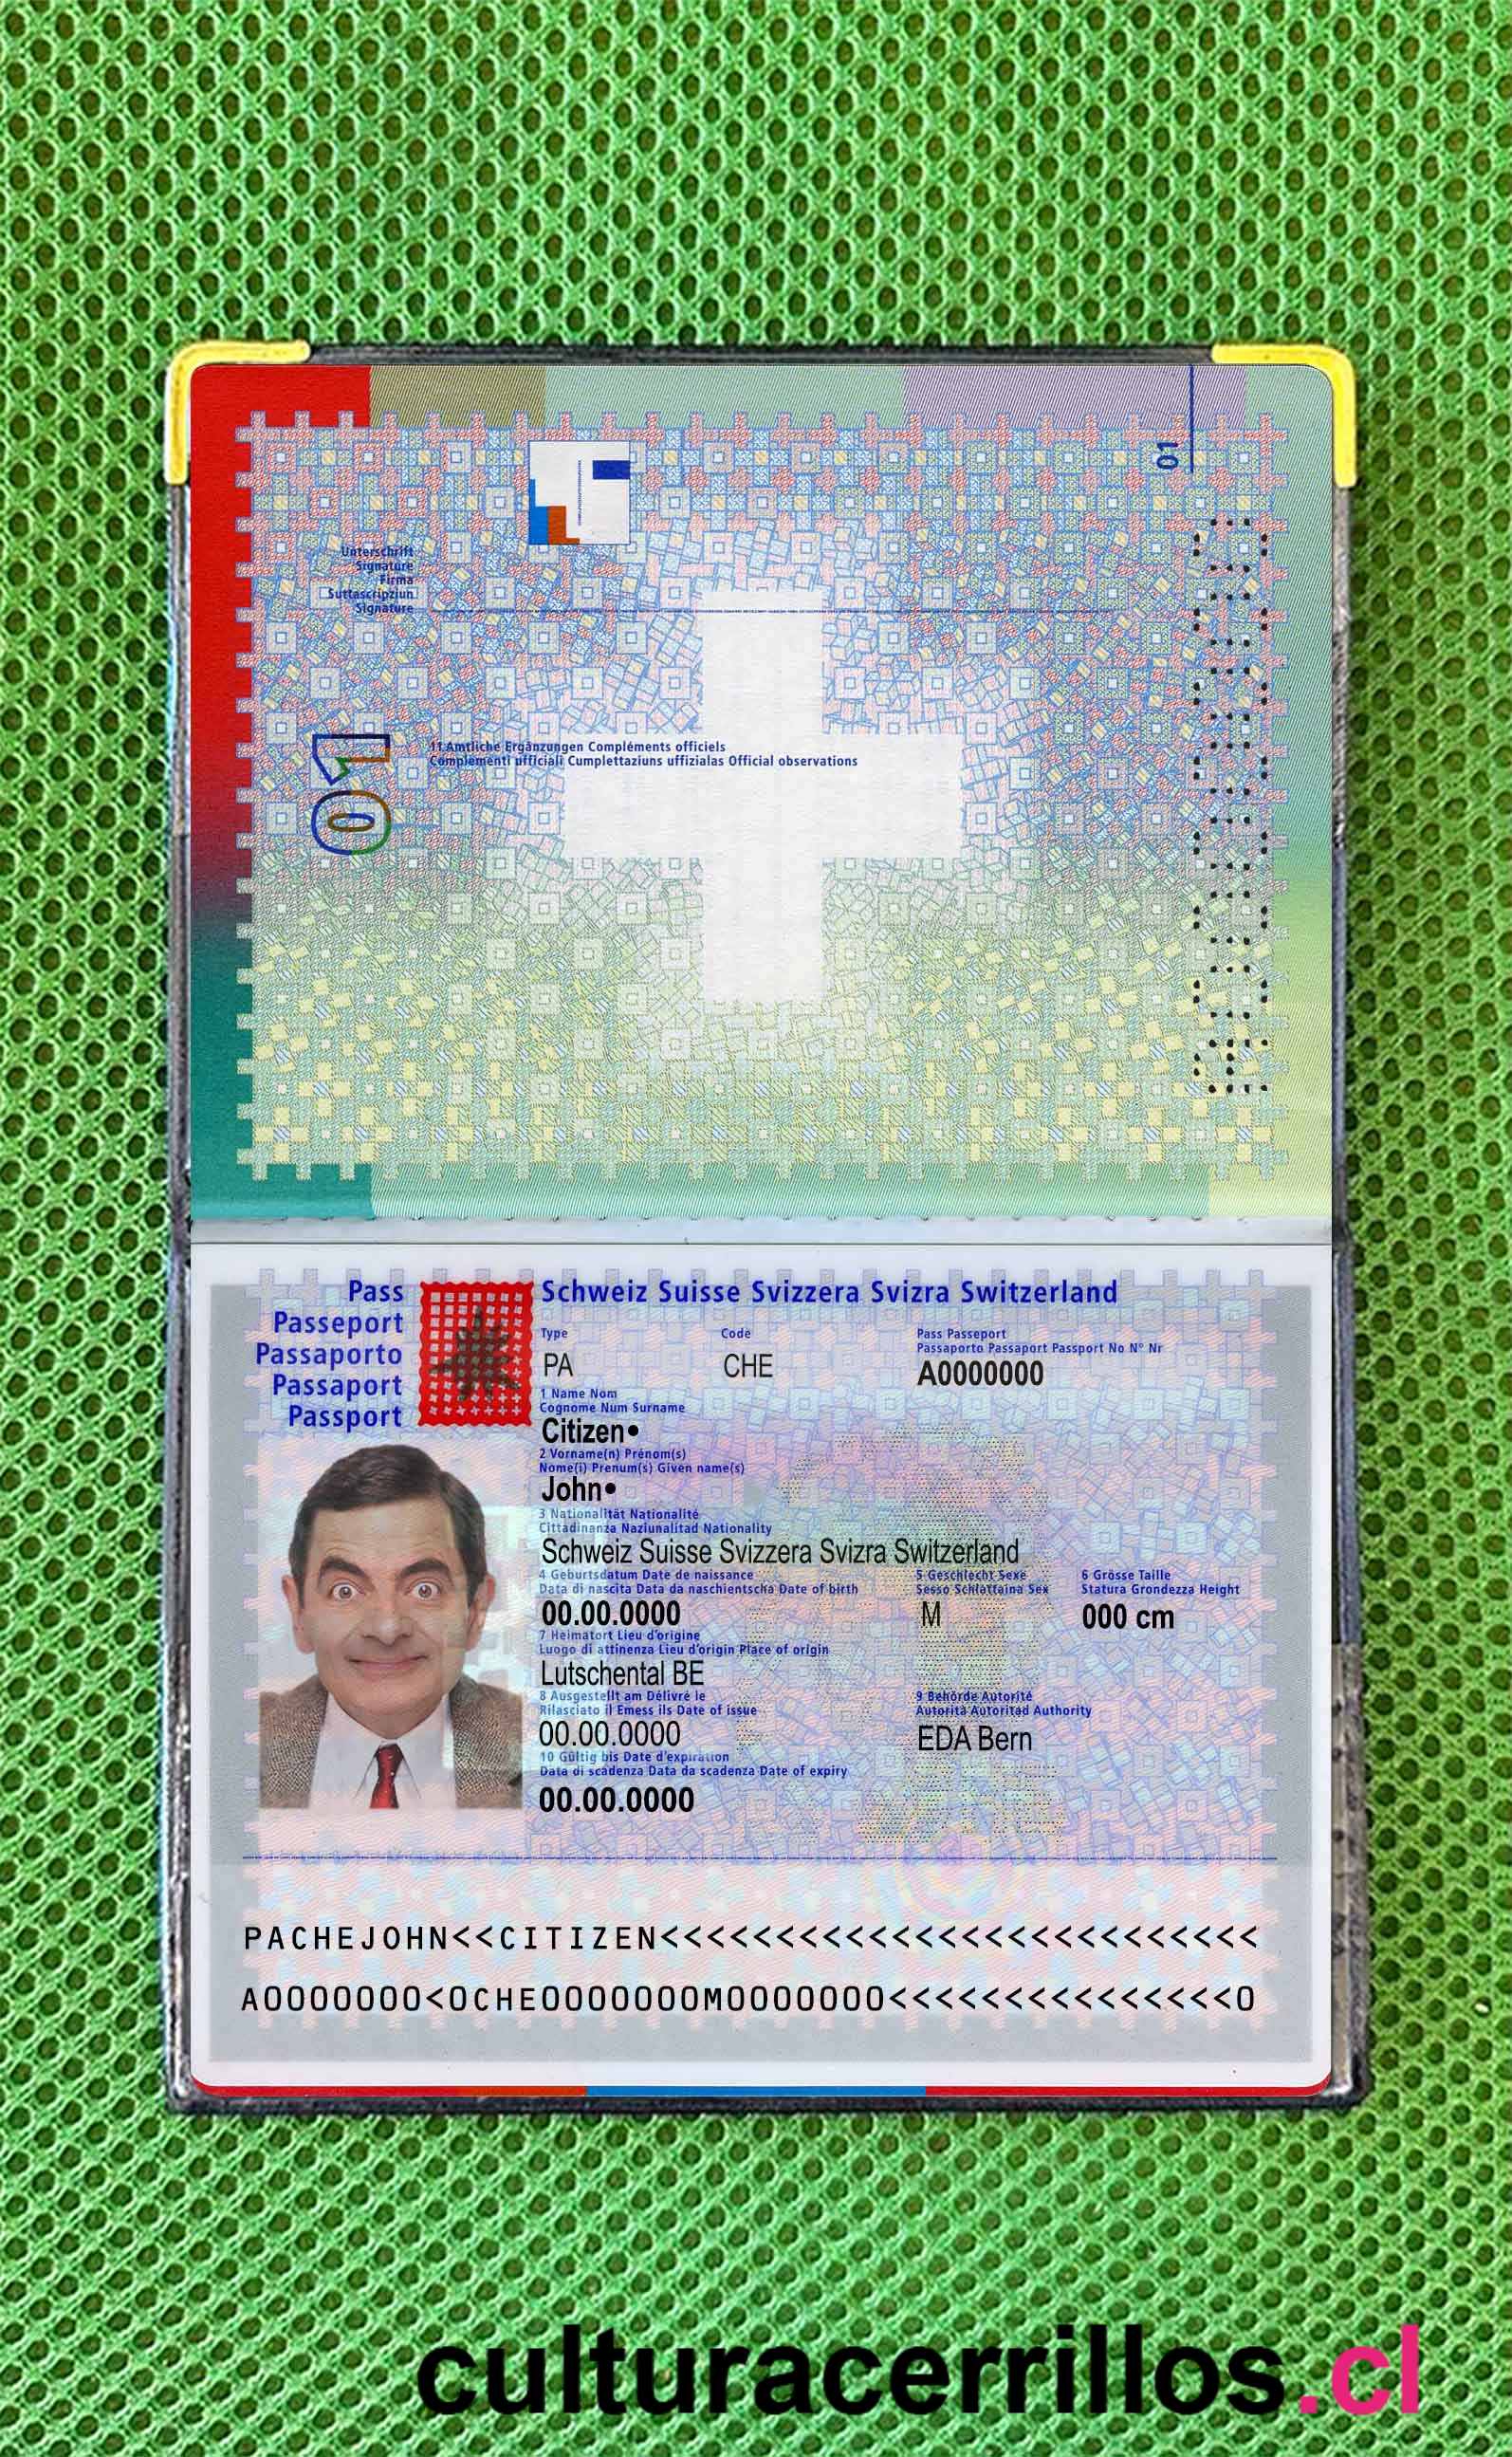 01
Unterschrift
Signature
Firma
Suttascripziun
Signature
01
11 Amtliche Ergänzungen Compléments officiels
Complementi ufficiali Cumplettaziuns uffizialas Official observations
Pass
Passeport
Passaporto
Passaport
Passport
Schweiz Suisse Svizzera Svizra Switzerland
Type
Code
Pass Passeport
Passaporto Passaport Passport No N° Nr
PA
CHE
A0000000
1 Name Nom
Cognome Num Surname
Citizen•
2 Vorname(n) Prénom(s)
Nome(i) Prenum(s) Given name(s)
John•
3 Nationalität Nationalité
Cittadinanza Naziunalitad Nationality
Schweiz Suisse Svizzera Svizra Switzerland
4 Geburtsdatum Date de naissance
Data di nascita Data da naschientscha Date of birth
5 Geschlecht Sexe
Sesso Schlattaina Sex
6 Grösse Taille
Statura Grondezza Height
00.00.0000
M
000 cm
7 Heimatort Lieu d'origine
Luogo di attinenza Lieu d'origin Place of origin
Lutschental BE
8 Ausgestellt am Délivré le
Rilasciato il Emess ils Date of issue
9 Behörde Autorité
Autorità Autoritad Authority
00.00.0000
EDA Bern
10 Gültig bis Date d'expiration
Data di scadenza Data da scadenza Date of expiry
00.00.0000
PACHEJOHN<<CITIZEN<<<<<<<<<<<<<<<<<<<<<<<<<<
A0000000<0CHE0000000M0000000<<<<<<<<<<<<<<<0
culturacerrillos.cl